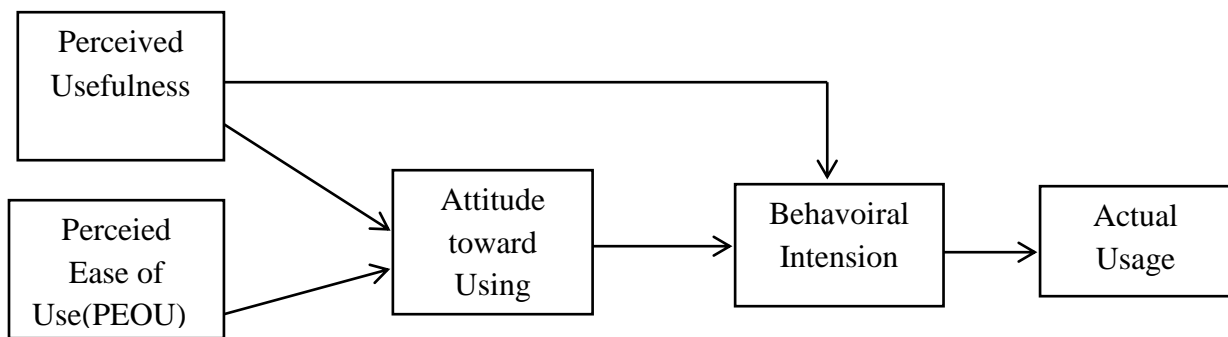 Perceived
Usefulness
Perceied
Ease of
Use(PEOU)
Attitude
toward
Using
Behavoiral
Intension
Actual
Usage